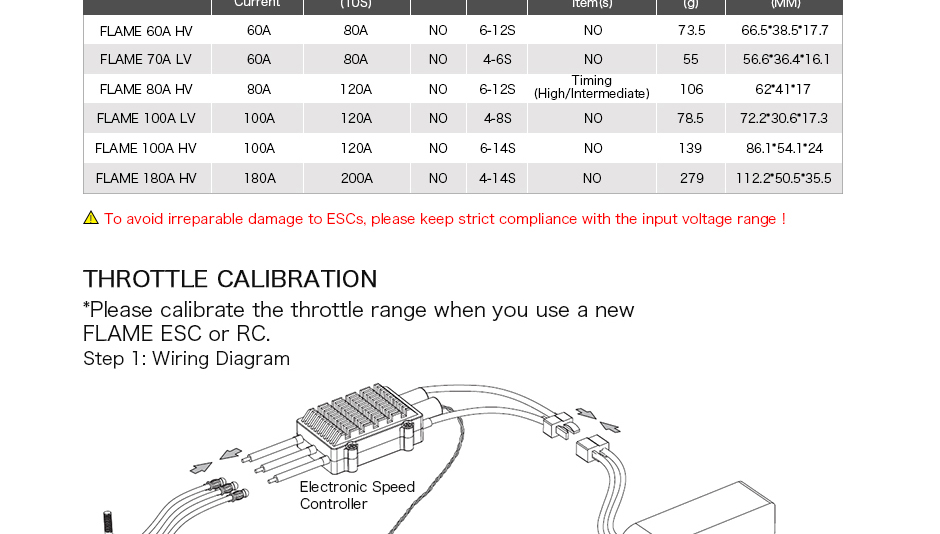 Current (10S) Item(s) (g) (MM)
FLAME 60A HV 60A 80A NO 6-12S NO 73.5 66.5*38.5*17.7
FLAME 70A LV 60A 80A NO 4-6S NO 55 56.6*36.4*16.1
FLAME 80A HV 80A 120A NO 6-12S Timing (High/Intermediate) 106 62*41*17
FLAME 100A LV 100A 120A NO 4-8S NO 78.5 72.2*30.6*17.3
FLAME 100A HV 100A 120A NO 6-14S NO 139 86.1*54.1*24
FLAME 180A HV 180A 200A NO 4-14S NO 279 112.2*50.5*35.5
To avoid irreparable damage to ESCs, please keep strict compliance with the input voltage range !
THROTTLE CALIBRATION
*Please calibrate the throttle range when you use a new
FLAME ESC or RC.
Step 1: Wiring Diagram
Electronic Speed
Controller